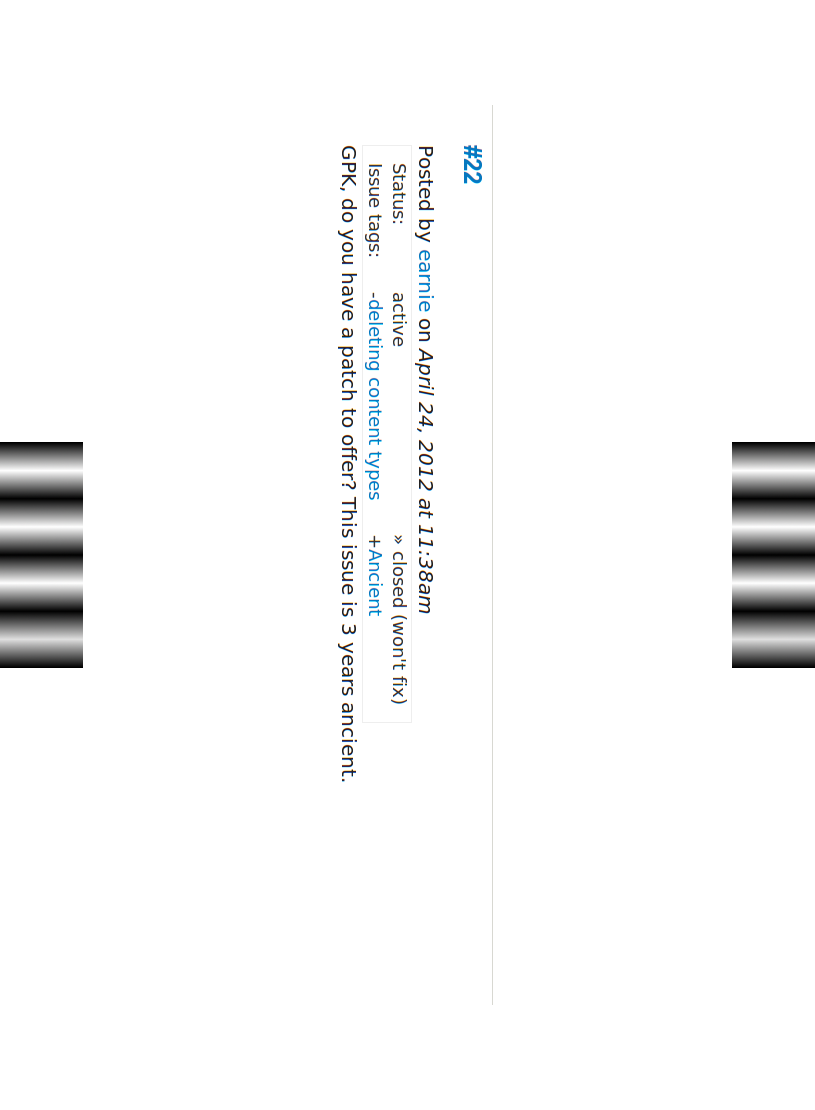 #22
Posted by earnie on April 24, 2012 at 11:38am
Status: active » closed (won't fix)
Issue tags: -deleting content types +Ancient
GPK, do you have a patch to offer? This issue is 3 years ancient.